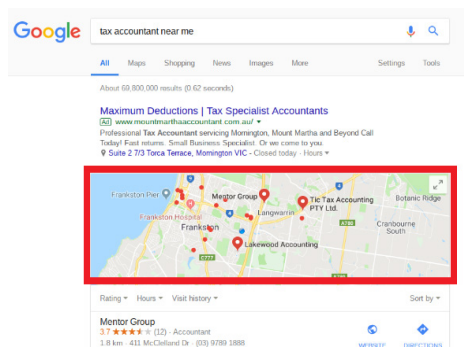 Google
tax accountant near me
All Maps Shopping News Images More Settings Tools
About 69,800,000 results (0.62 seconds)
Maximum Deductions | Tax Specialist Accountants
Ad www.mountmarthaaccountant.com.au/
Professional Tax Accountant servicing Mornington, Mount Martha and Beyond Call
Today! Fast returns. Small Business Specialist. Or we come to you.
Suite 2 7/3 Torca Terrace, Mornington VIC - Closed today - Hours
Frankston Pier
Mentor Group
Tic Tax Accounting
PTY Ltd.
Botanic Ridge
Frankston Hospital
Langwarrin
Frankston
A780
Cranbourne
South
Lakewood Accounting
C777
Rating Hours Visit history Sort by
Mentor Group
3.7 (12) · Accountant
1.8 km · 411 McClelland Dr · (03) 9789 1888
WEBSITE DIRECTIONS